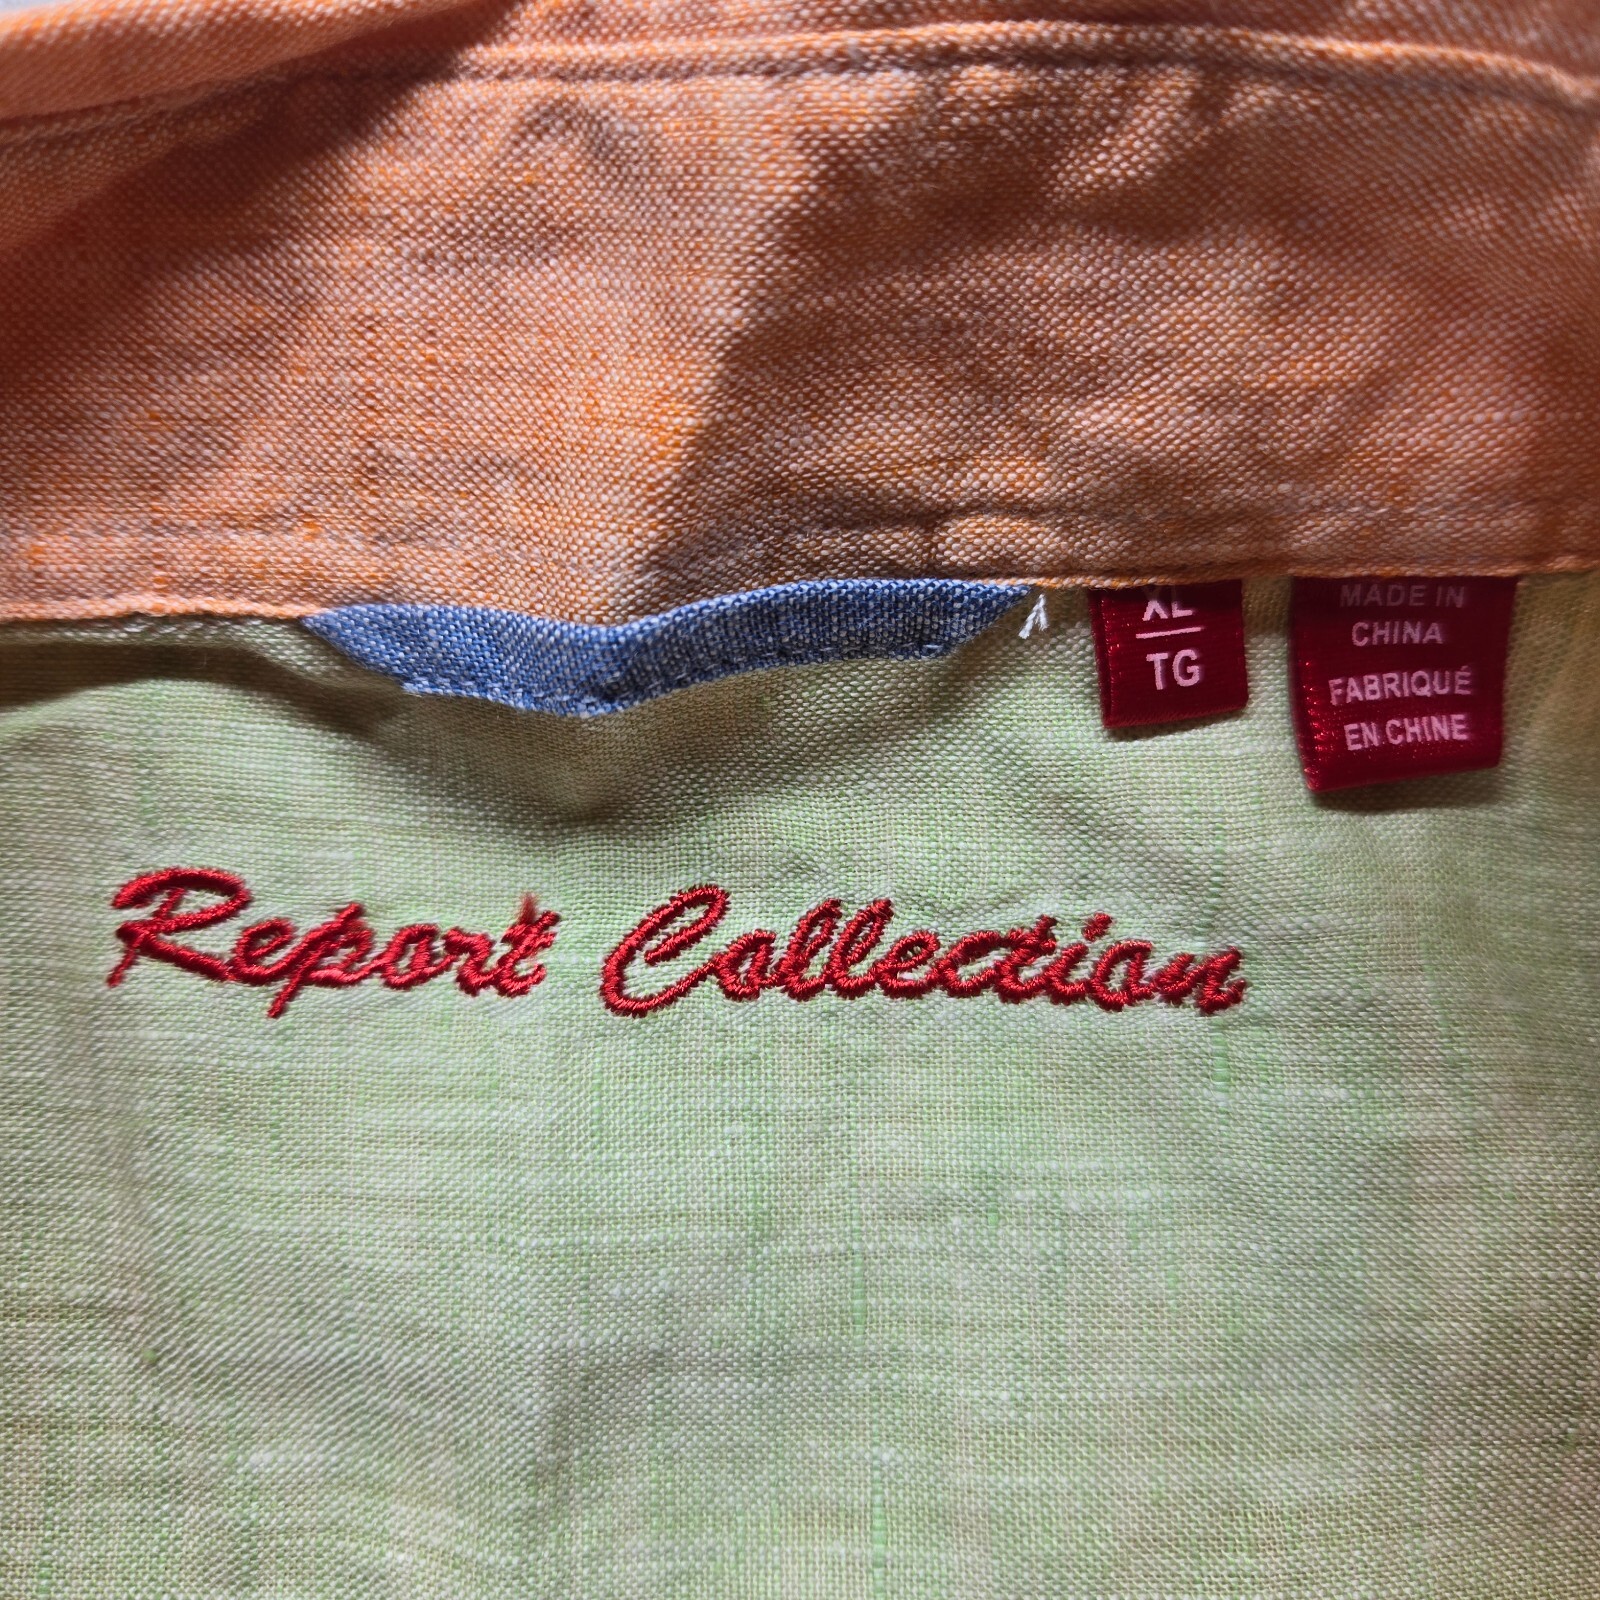 XL
TG
MADE IN
CHINA
FABRIQUÉ
EN CHINE
Report Collection